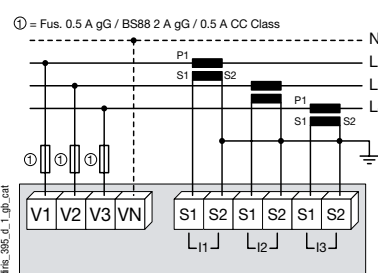 ① = Fus. 0.5 A gG / BS88 2 A gG / 0.5 A CC Class
N
P1
L
S1 S2
L
P1
L
S1 S2
① ① ①
V1 V2 V3 VN S1 S2 S1 S2 S1 S2
I1 I2 I3
diris_395_d_1_gb_cat